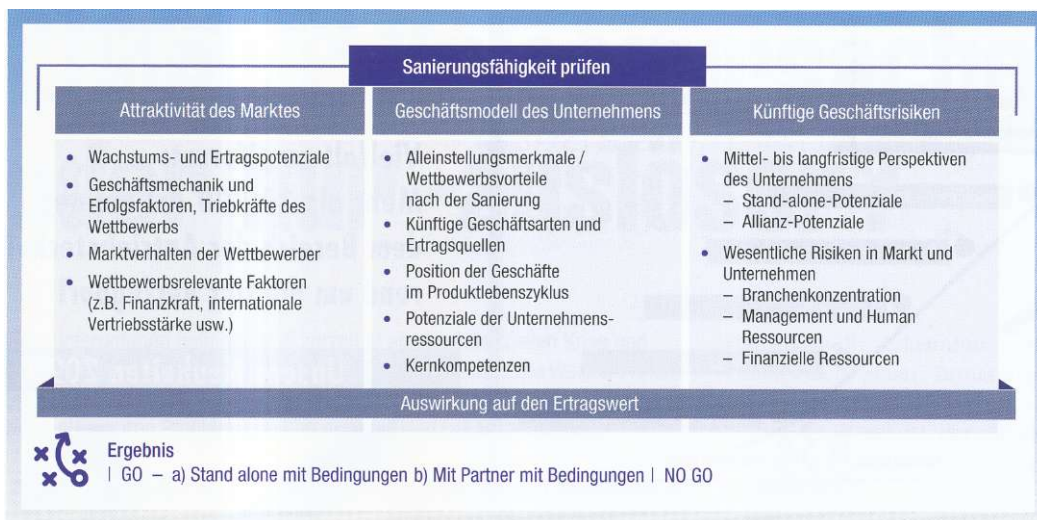 Sanierungsfähigkeit prüfen
Attraktivität des Marktes
• Wachstums- und Ertragspotenziale
• Geschäftsmechanik und
Erfolgsfaktoren, Triebkräfte des
Wettbewerbs
• Marktverhalten der Wettbewerber
• Wettbewerbsrelevante Faktoren
(z.B. Finanzkraft, internationale
Vertriebsstärke usw.)
Geschäftsmodell des Unternehmens
• Alleinstellungsmerkmale /
Wettbewerbsvorteile
nach der Sanierung
• Künftige Geschäftsarten und
Ertragsquellen
• Position der Geschäfte
im Produktlebenszyklus
• Potenziale der Unternehmens-
ressourcen
• Kernkompetenzen
Künftige Geschäftsrisiken
• Mittel- bis langfristige Perspektiven
des Unternehmens
– Stand-alone-Potenziale
– Allianz-Potenziale
• Wesentliche Risiken in Markt und
Unternehmen
– Branchenkonzentration
– Management und Human
Ressourcen
– Finanzielle Ressourcen
Auswirkung auf den Ertragswert
Ergebnis
| GO – a) Stand alone mit Bedingungen b) Mit Partner mit Bedingungen | NO GO